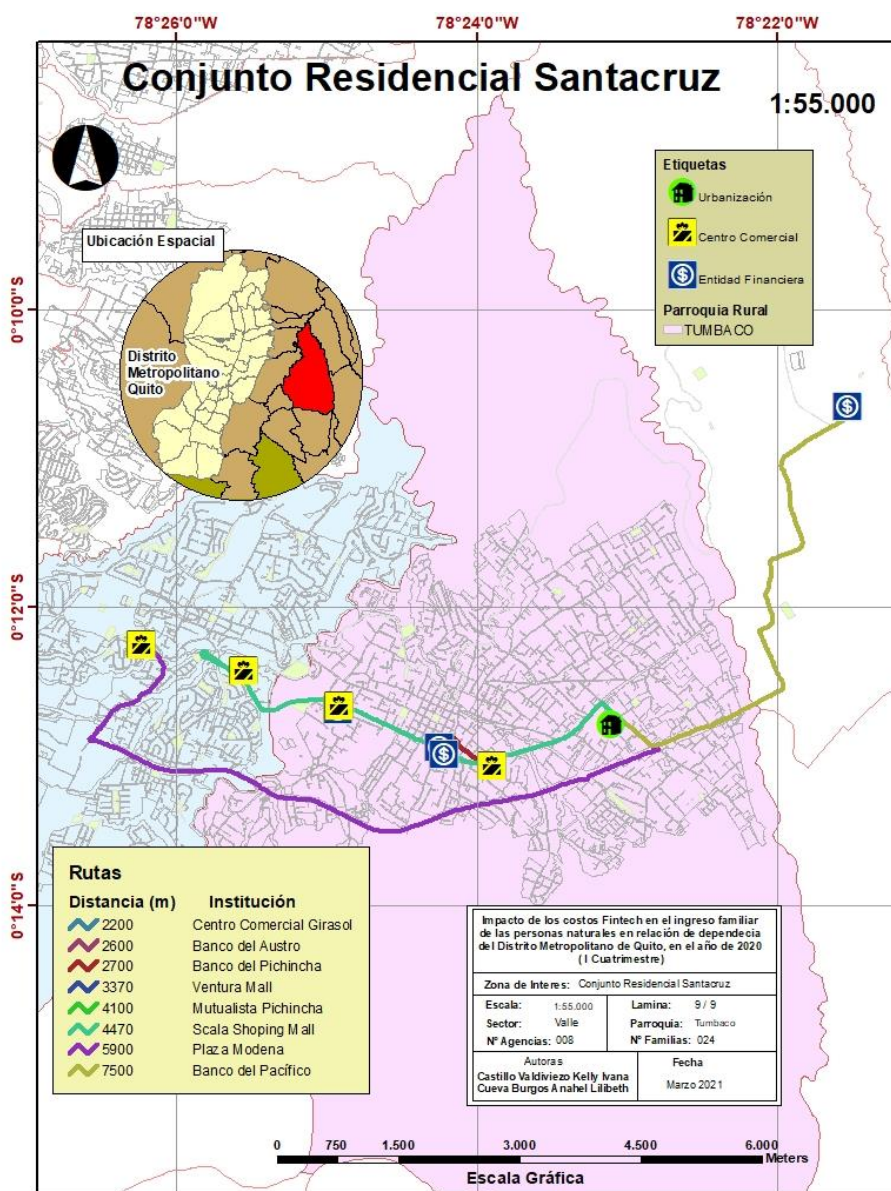 78°26'0"W
78°24'0"W
78°22'0"W
Conjunto Residencial Santacruz
1:55.000
Etiquetas
Urbanización
Centro Comercial
Entidad Financiera
Parroquia Rural
TUMBACO
Ubicación Espacial
Distrito
Metropolitano
Quito
0°10'0"S
0°12'0"S
0°14'0"S
Rutas
Distancia (m) Institución
2200 Centro Comercial Girasol
2600 Banco del Austro
2700 Banco del Pichincha
3370 Ventura Mall
4100 Mutualista Pichincha
4470 Scala Shoping Mall
5900 Plaza Modena
7500 Banco del Pacífico
Impacto de los costos Fintech en el ingreso familiar
de las personas naturales en relación de dependecia
del Distrito Metropolitano de Quito, en el año de 2020
( I Cuatrimestre)
Zona de Interes: Conjunto Residencial Santacruz
Escala: 1:55.000 Lamina: 9 / 9
Sector: Valle Parroquia: Tumbaco
Nº Agencias: 008 Nº Familias: 024
Autoras
Castillo Valdiviezo Kelly Ivana
Cueva Burgos Anahel Lilibeth
Fecha
Marzo 2021
0 750 1.500 3.000 4.500 6.000
Meters
Escala Gráfica